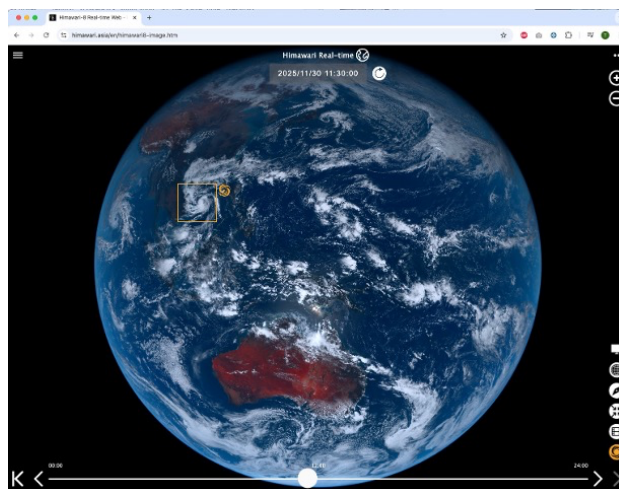 Himawari-8 Real-time Web -
himawari.asia/en/himawari8-image.htm
Himawari Real-time
2025/11/30 11:30:00
00:00
24:00